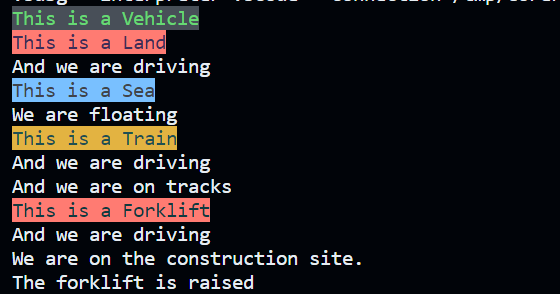 This is a Vehicle
This is a Land
And we are driving
This is a Sea
We are floating
This is a Train
And we are driving
And we are on tracks
This is a Forklift
And we are driving
We are on the construction site.
The forklift is raised